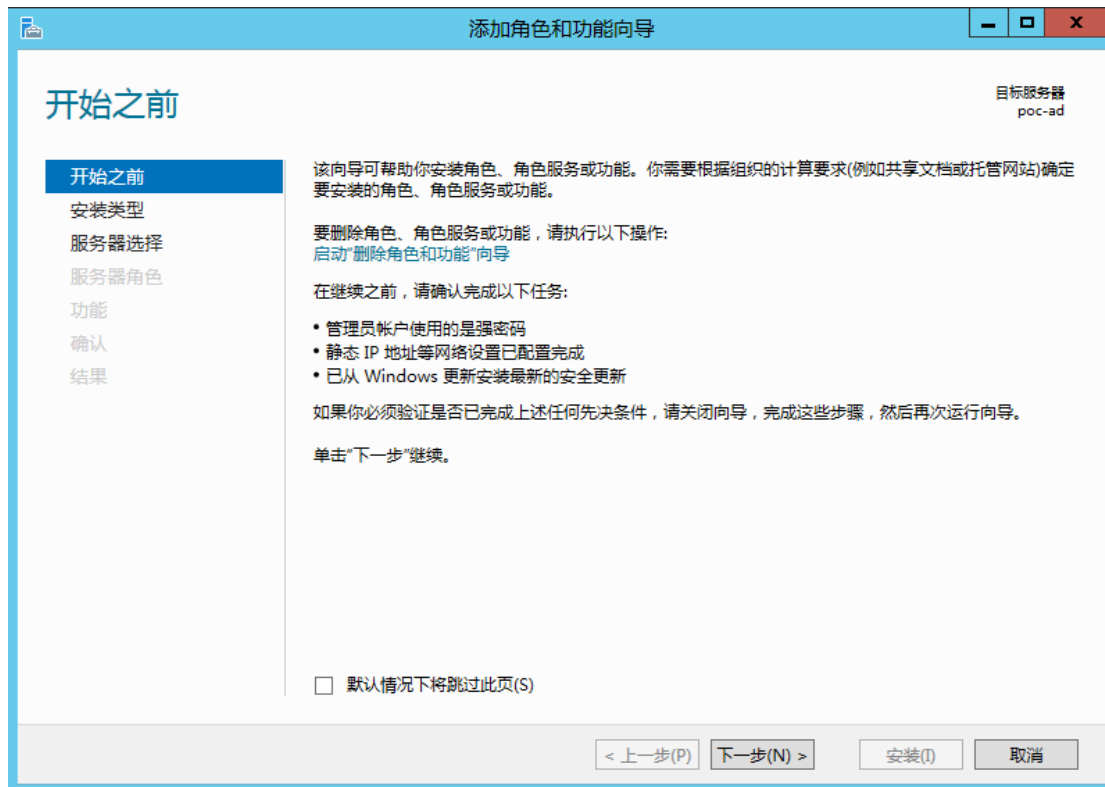 添加角色和功能向导
开始之前
目标服务器
poc-ad
开始之前
安装类型
服务器选择
服务器角色
功能
确认
结果
该向导可帮助你安装角色、角色服务或功能。你需要根据组织的计算要求(例如共享文档或托管网站)确定
要安装的角色、角色服务或功能。
要删除角色、角色服务或功能，请执行以下操作:
启动"删除角色和功能"向导
在继续之前，请确认完成以下任务:
• 管理员帐户使用的是强密码
• 静态 IP 地址等网络设置已配置完成
• 已从 Windows 更新安装最新的安全更新
如果你必须验证是否已完成上述任何先决条件，请关闭向导，完成这些步骤，然后再次运行向导。
单击"下一步"继续。
默认情况下将跳过此页(S)
< 上一步(P) 下一步(N) > 安装(I) 取消